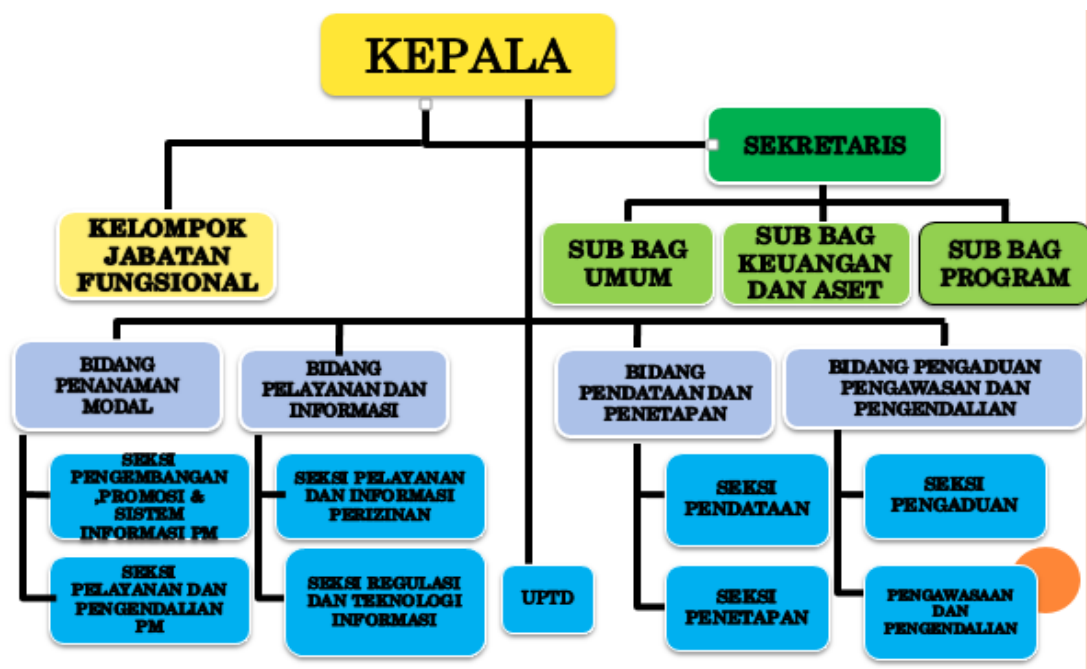 KEPALA
SEKRETARIS
KELOMPOK
JABATAN
FUNGSIONAL
SUB BAG
UMUM
SUB BAG
KEUANGAN
DAN ASET
SUB BAG
PROGRAM
BIDANG
PENANAMAN
MODAL
BIDANG
PELAYANAN DAN
INFORMASI
BIDANG
PENDATAAN DAN
PENETAPAN
BIDANG PENGADUAN
PENGAWASAN DAN
PENGENDALIAN
SEKSI
PENGEMBANGAN
,PROMOSI &
SISTEM
INFORMASI PM
SEKSI PELAYANAN
DAN INFORMASI
PERIZINAN
SEKSI
PENDATAAN
SEKSI
PENGADUAN
SEKSI
PELAYANAN DAN
PENGENDALIAN
PM
SEKSI REGULASI
DAN TEKNOLOGI
INFORMASI
UPTD
SEKSI
PENETAPAN
PENGAWASAAN
DAN
PENGENDALIAN